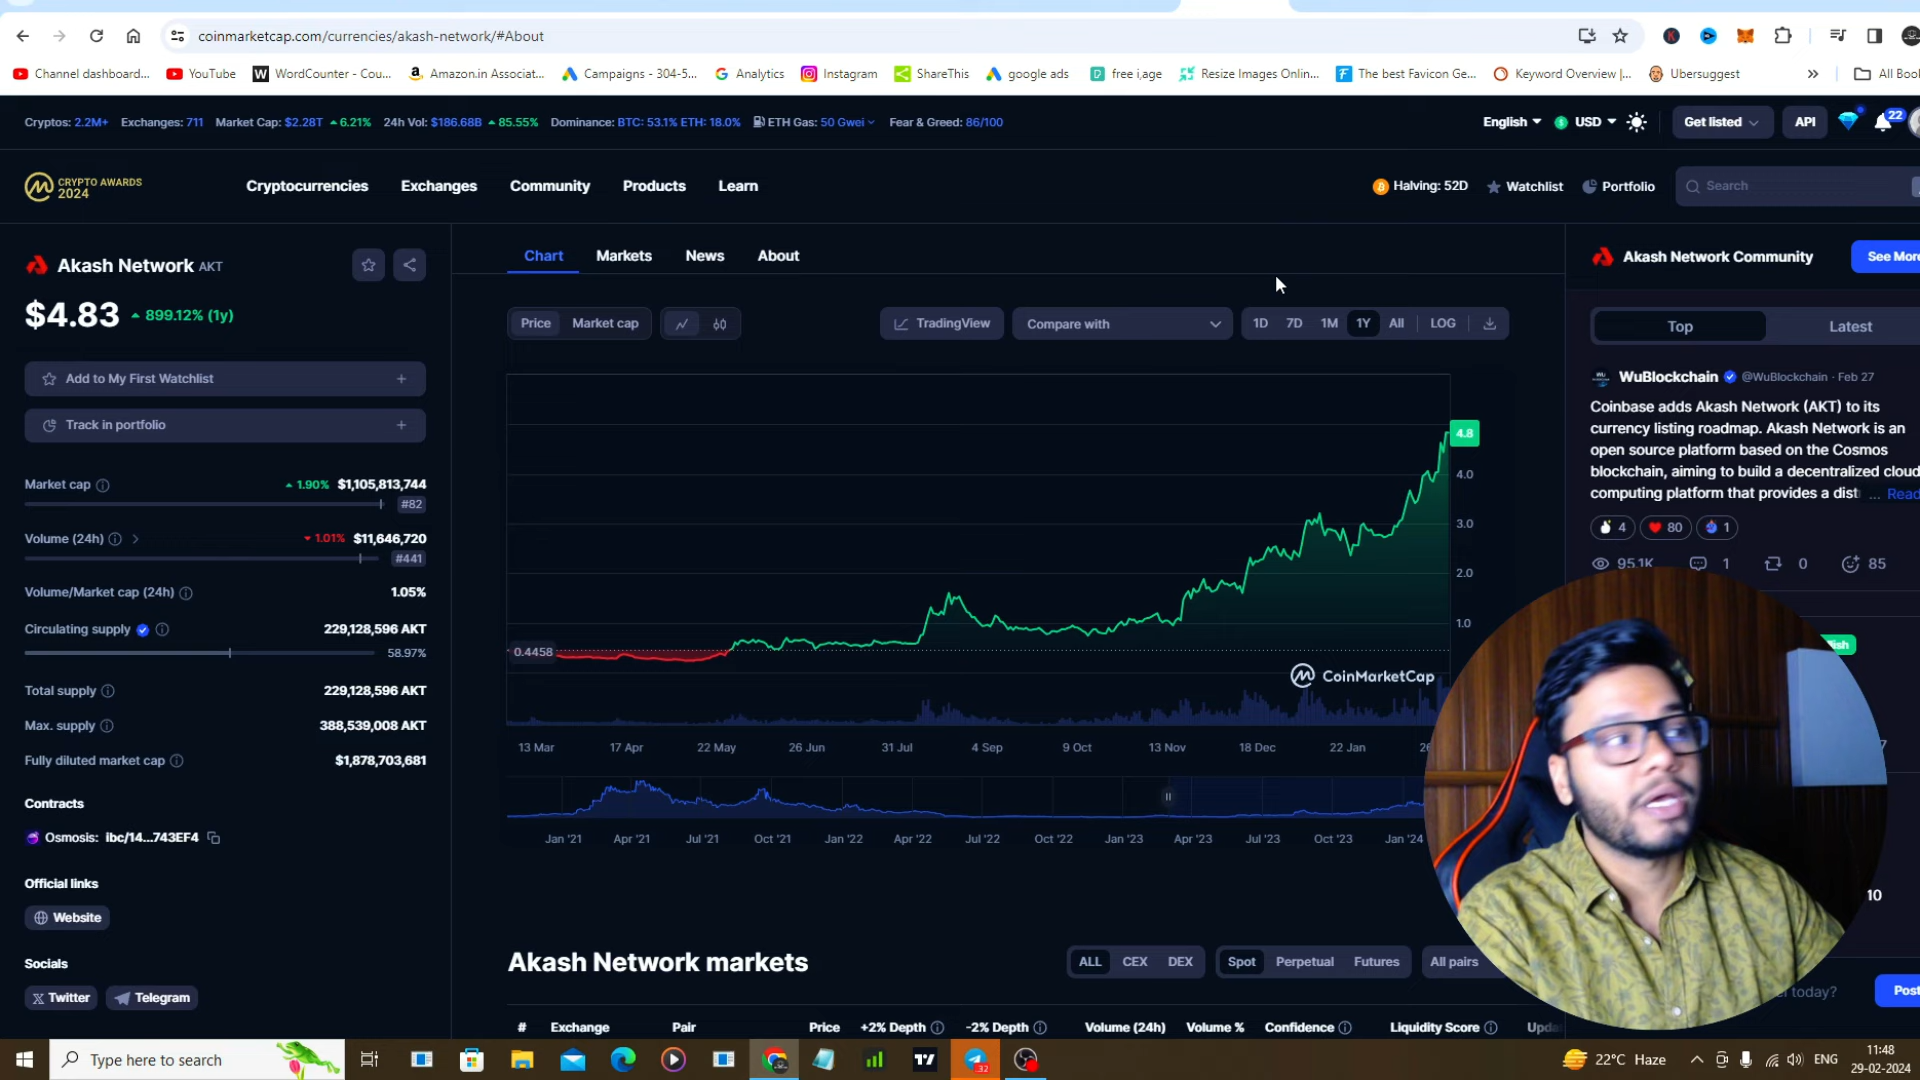 coinmarketcap.com/currencies/akash-network/#About
Channel dashboard... YouTube WordCounter - Cou... Amazon.in Associat... Campaigns - 304-5... Analytics Instagram ShareThis google ads free i,age Resize Images Onlin... The best Favicon Ge... Keyword Overview |... Ubersuggest » All Bool
Cryptos: 2.2M+ Exchanges: 711 Market Cap: $2.28T 6.21% 24h Vol: $186.68B 85.55% Dominance: BTC: 53.1% ETH: 18.0% ETH Gas: 50 Gwei Fear & Greed: 86/100 English USD Get listed API 22
CRYPTO AWARDS
2024
Cryptocurrencies Exchanges Community Products Learn Halving: 52D Watchlist Portfolio Search
Akash Network AKT
$4.83 899.12% (1y)
Add to My First Watchlist +
Track in portfolio +
Market cap 1.90% $1,105,813,744
#82
Volume (24h) 1.01% $11,646,720
#441
Volume/Market cap (24h) 1.05%
Circulating supply 229,128,596 AKT
58.97%
Total supply 229,128,596 AKT
Max. supply 388,539,008 AKT
Fully diluted market cap $1,878,703,681
Contracts
Osmosis: ibc/14...743EF4
Official links
Website
Socials
Twitter Telegram
Chart Markets News About
Price Market cap TradingView Compare with 1D 7D 1M 1Y All LOG
4.8
4.0
3.0
2.0
1.0
0.4458
CoinMarketCap
13 Mar 17 Apr 22 May 26 Jun 31 Jul 4 Sep 9 Oct 13 Nov 18 Dec 22 Jan 26
Jan '21 Apr '21 Jul '21 Oct '21 Jan '22 Apr '22 Jul '22 Oct '22 Jan '23 Apr '23 Jul '23 Oct '23 Jan '24
Akash Network markets
ALL CEX DEX Spot Perpetual Futures All pairs
# Exchange Pair Price +2% Depth -2% Depth Volume (24h) Volume % Confidence Liquidity Score Upda
Akash Network Community See More
Top Latest
WuBlockchain @WuBlockchain · Feb 27
Coinbase adds Akash Network (AKT) to its
currency listing roadmap. Akash Network is an
open source platform based on the Cosmos
blockchain, aiming to build a decentralized cloud
computing platform that provides a dist ... Read
4 80 1
95.1K 1 0 85
10
today? Post
Type here to search
32
22°C Haze ENG
11:48
29-02-2024